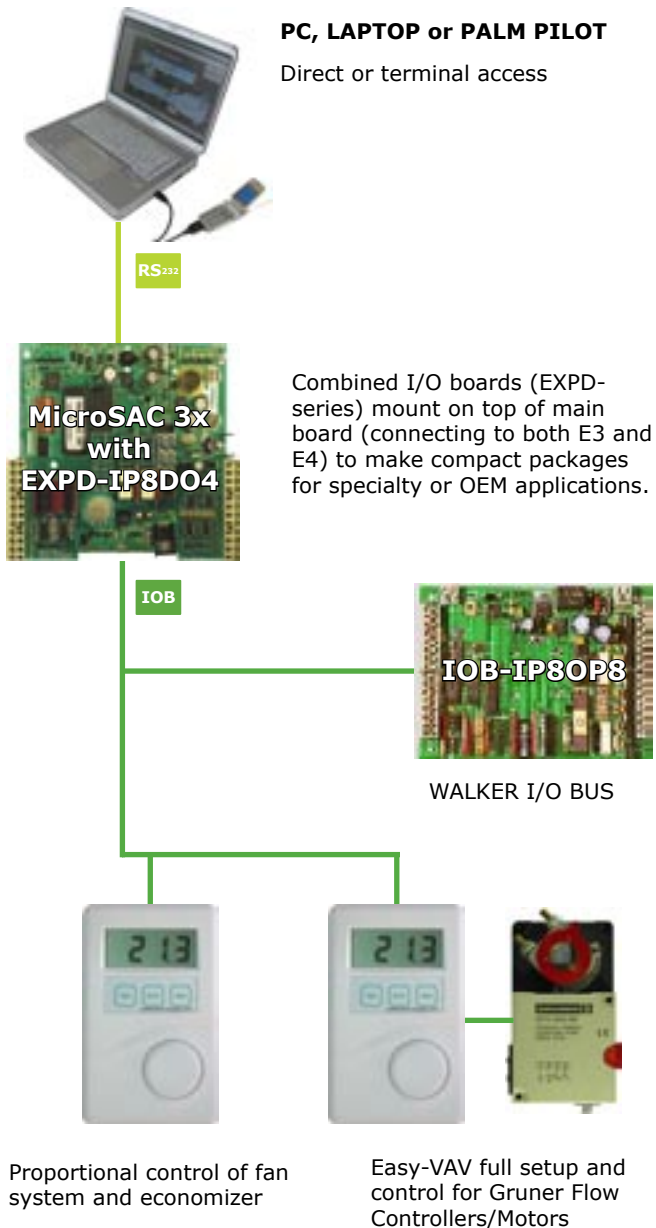 PC, LAPTOP or PALM PILOT
Direct or terminal access
RS232
MicroSAC 3x
with
EXPD-IP8DO4
Combined I/O boards (EXPD-
series) mount on top of main
board (connecting to both E3 and
E4) to make compact packages
for specialty or OEM applications.
IOB
IOB-IP8OP8
WALKER I/O BUS
21.3
21.3
Proportional control of fan
system and economizer
Easy-VAV full setup and
control for Gruner Flow
Controllers/Motors